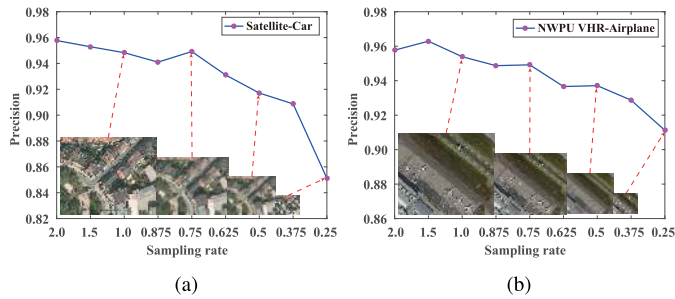 0.98
0.96
0.94
0.92
0.90
0.88
0.86
0.84
0.82
Precision
Satellite-Car
2.0 1.5 1.0 0.875 0.75 0.625 0.5 0.375 0.25
Sampling rate
(a)
0.98
0.96
0.94
0.92
0.90
0.88
0.86
Precision
NWPU VHR-Airplane
2.0 1.5 1.0 0.875 0.75 0.625 0.5 0.375 0.25
Sampling rate
(b)